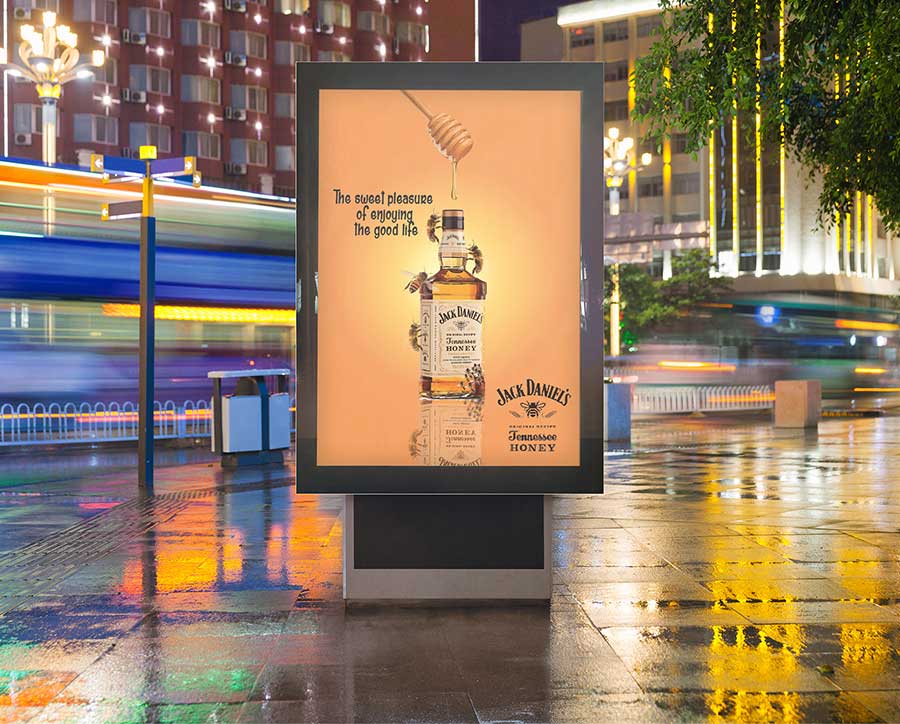 The sweet pleasure
of enjoying
the good life
JACK DANIEL'S
Tennessee
HONEY
JACK DANIEL'S
ORIGINAL RECIPE
Tennessee
HONEY